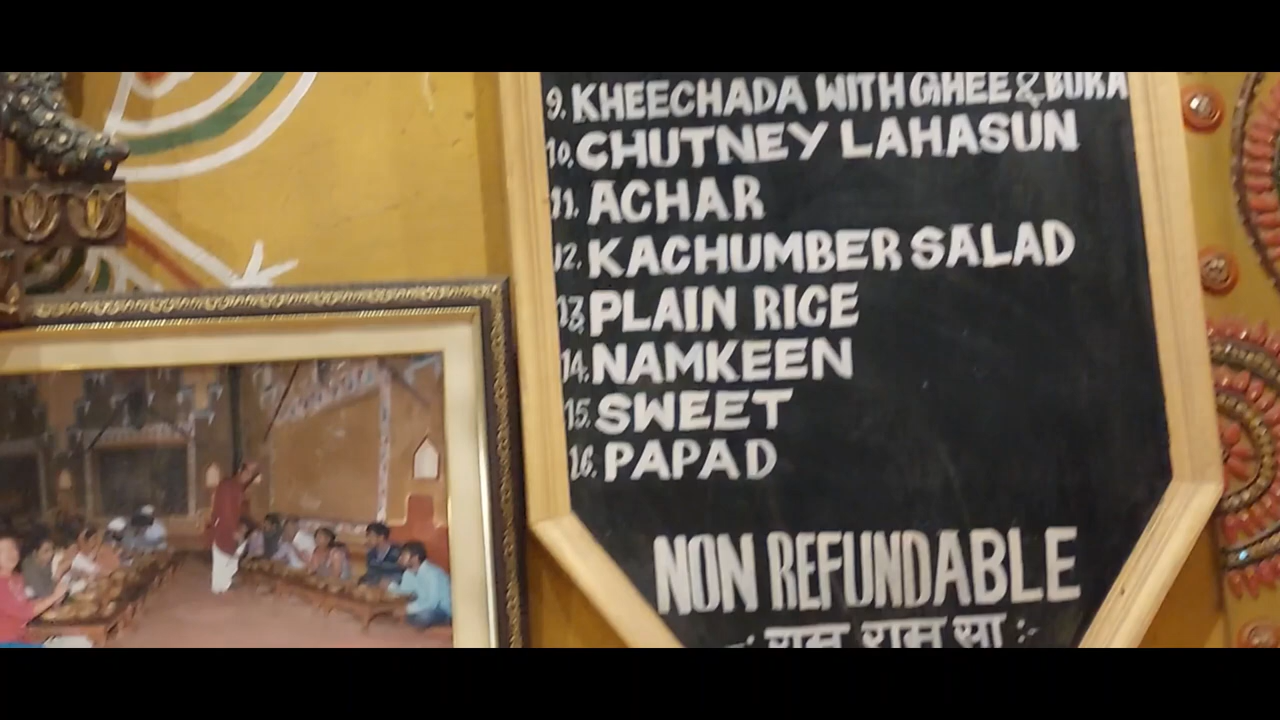 9. KHEECHADA WITH GHEE & BURA
10. CHUTNEY LAHASUN
11. ACHAR
12. KACHUMBER SALAD
13. PLAIN RICE
14. NAMKEEN
15. SWEET
16. PAPAD
NON REFUNDABLE
-: राम राम सा :-